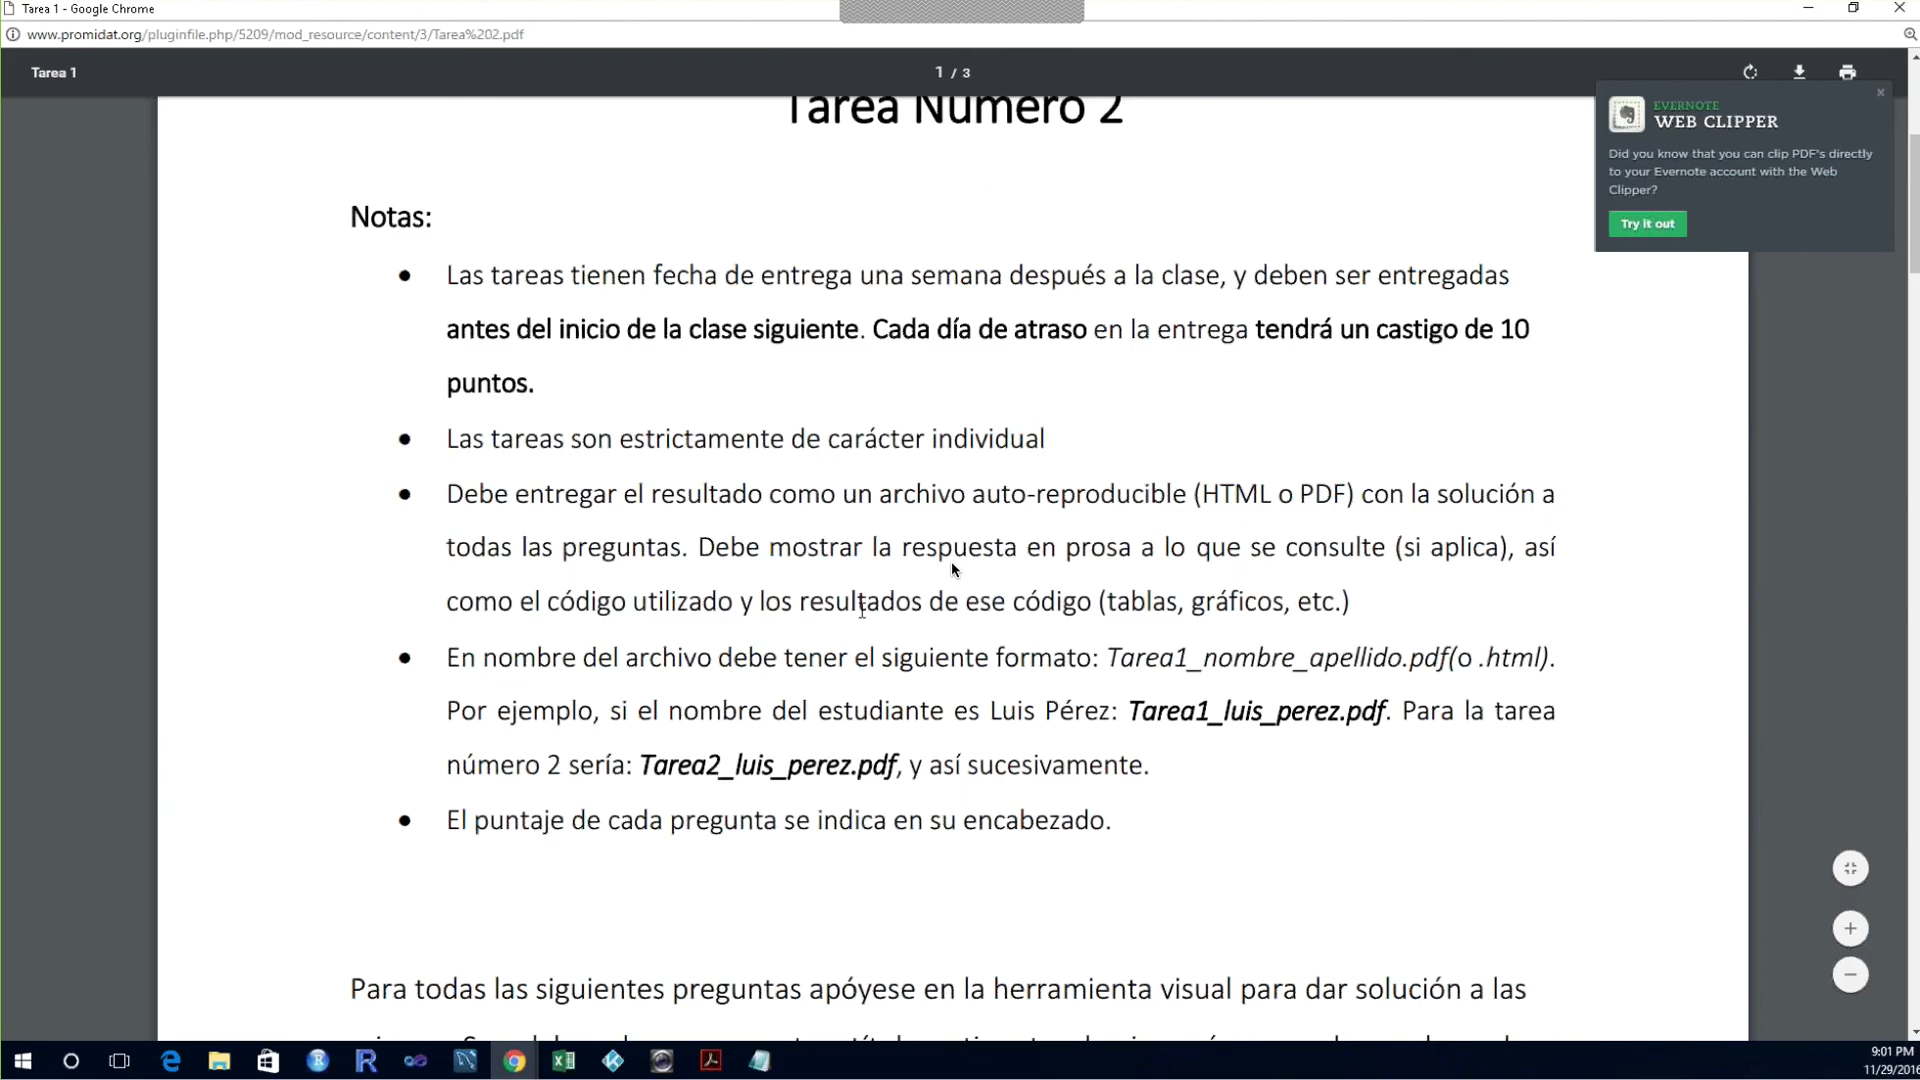 Tarea 1 - Google Chrome
www.promidat.org/pluginfile.php/5209/mod_resource/content/3/Tarea%202.pdf
Tarea 1
1 / 3
Tarea Número 2
EVERNOTE
WEB CLIPPER
Did you know that you can clip PDF's directly
to your Evernote account with the Web
Clipper?
Try it out
Notas:
Las tareas tienen fecha de entrega una semana después a la clase, y deben ser entregadas
antes del inicio de la clase siguiente. Cada día de atraso en la entrega tendrá un castigo de 10
puntos.
Las tareas son estrictamente de carácter individual
Debe entregar el resultado como un archivo auto-reproducible (HTML o PDF) con la solución a
todas las preguntas. Debe mostrar la respuesta en prosa a lo que se consulte (si aplica), así
como el código utilizado y los resultados de ese código (tablas, gráficos, etc.)
En nombre del archivo debe tener el siguiente formato: Tarea1_nombre_apellido.pdf(o .html).
Por ejemplo, si el nombre del estudiante es Luis Pérez: Tarea1_luis_perez.pdf. Para la tarea
número 2 sería: Tarea2_luis_perez.pdf, y así sucesivamente.
El puntaje de cada pregunta se indica en su encabezado.
Para todas las siguientes preguntas apóyese en la herramienta visual para dar solución a las
9:01 PM
11/29/2016